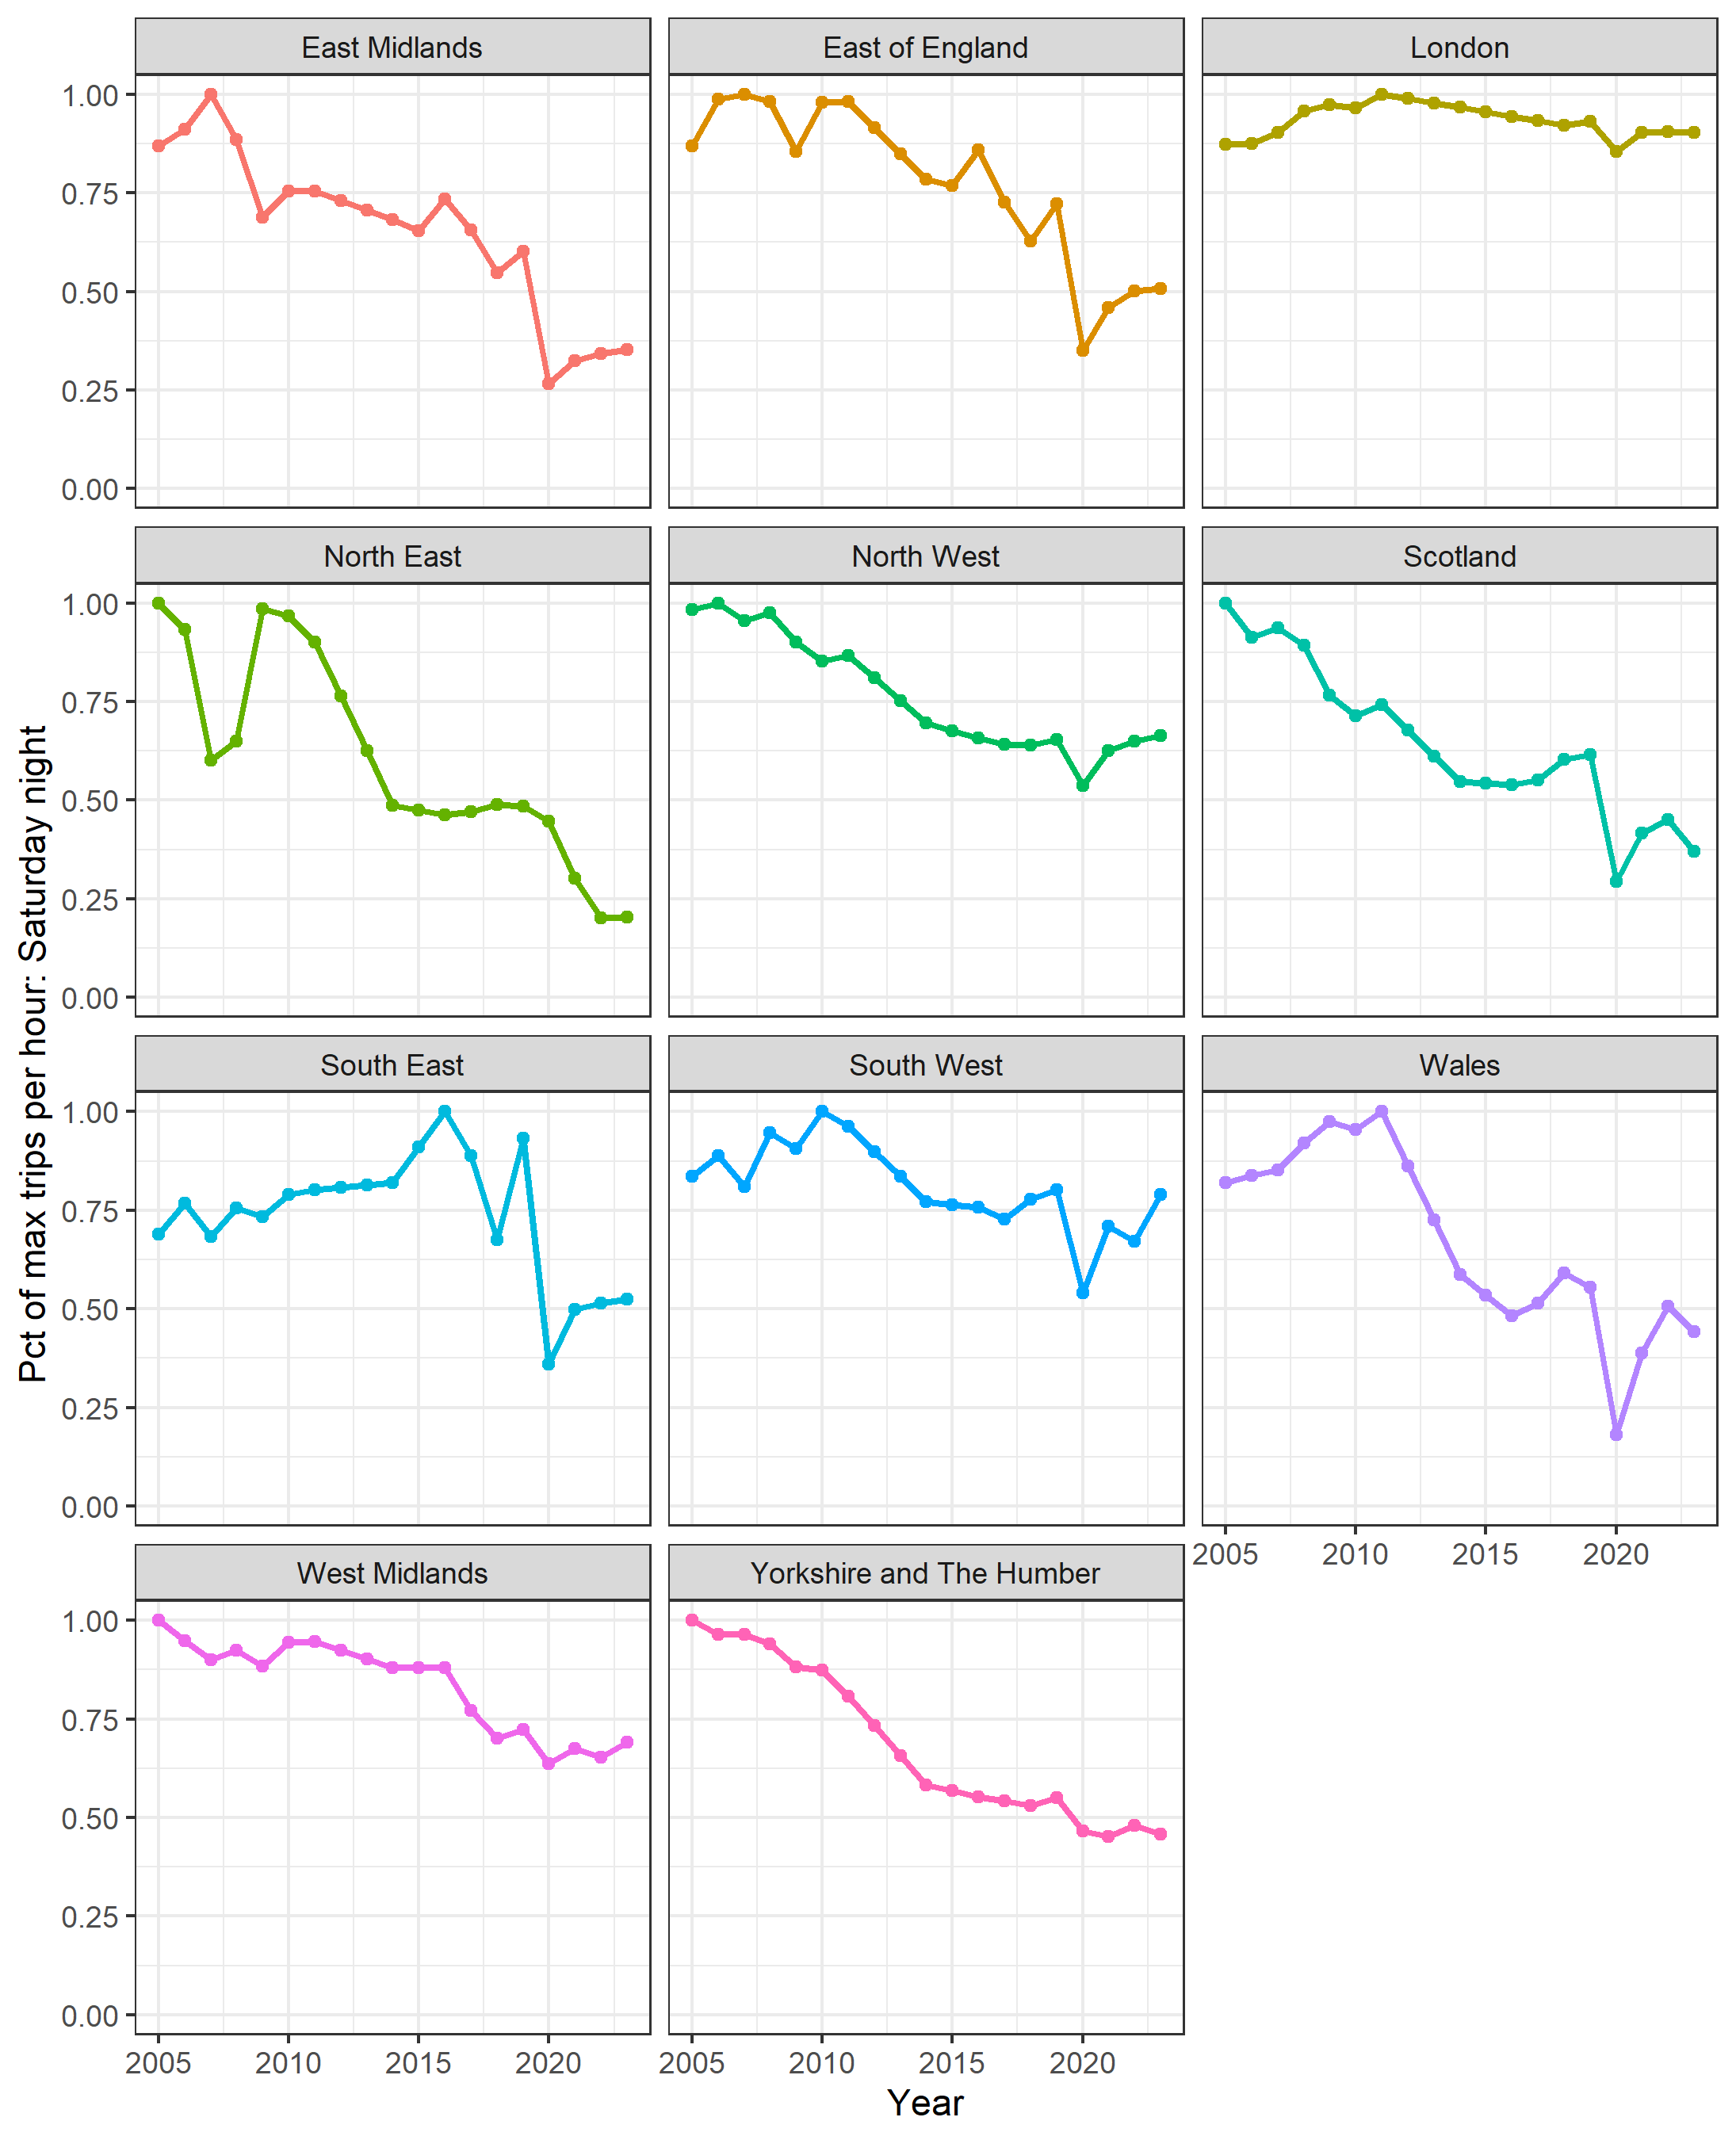 East Midlands
East of England
London
1.00
0.75
0.50
0.25
0.00
North East
North West
Scotland
1.00
0.75
0.50
0.25
0.00
Pct of max trips per hour: Saturday night
South East
South West
Wales
1.00
0.75
0.50
0.25
0.00
2005 2010 2015 2020
West Midlands
Yorkshire and The Humber
1.00
0.75
0.50
0.25
0.00
2005 2010 2015 2020
2005 2010 2015 2020
Year